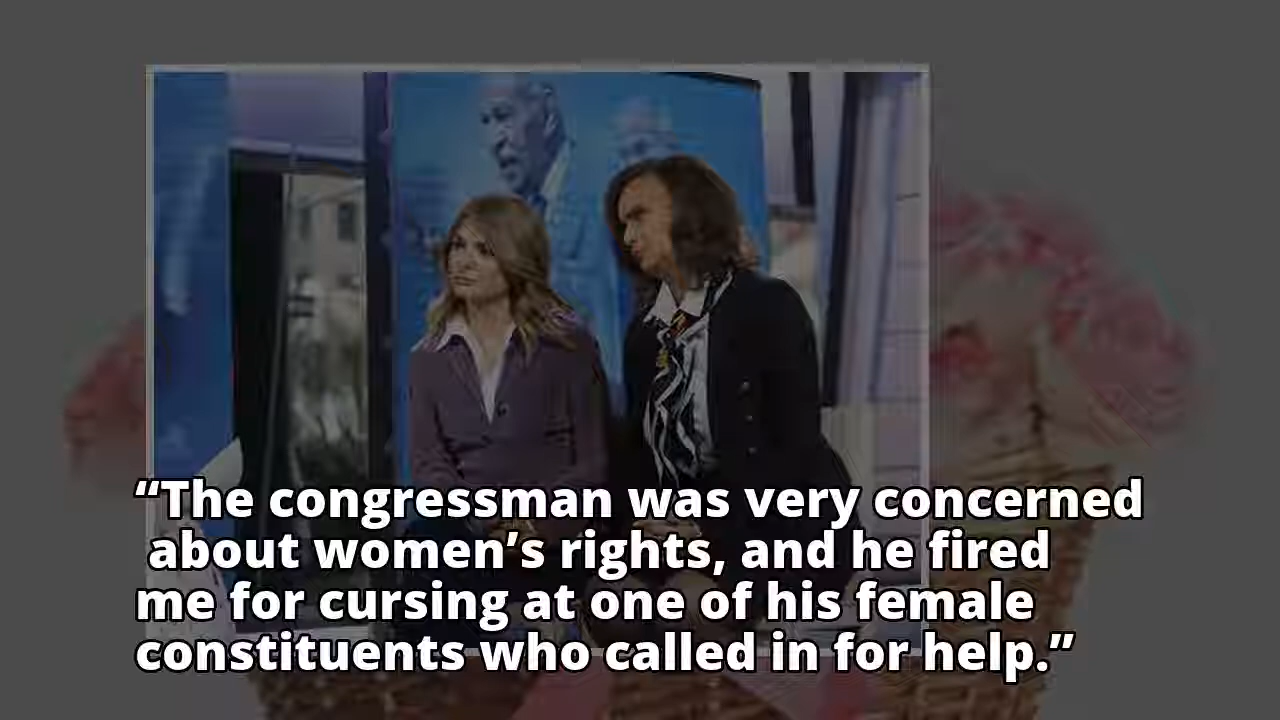 “The congressman was very concerned
about women’s rights, and he fired
me for cursing at one of his female
constituents who called in for help.”